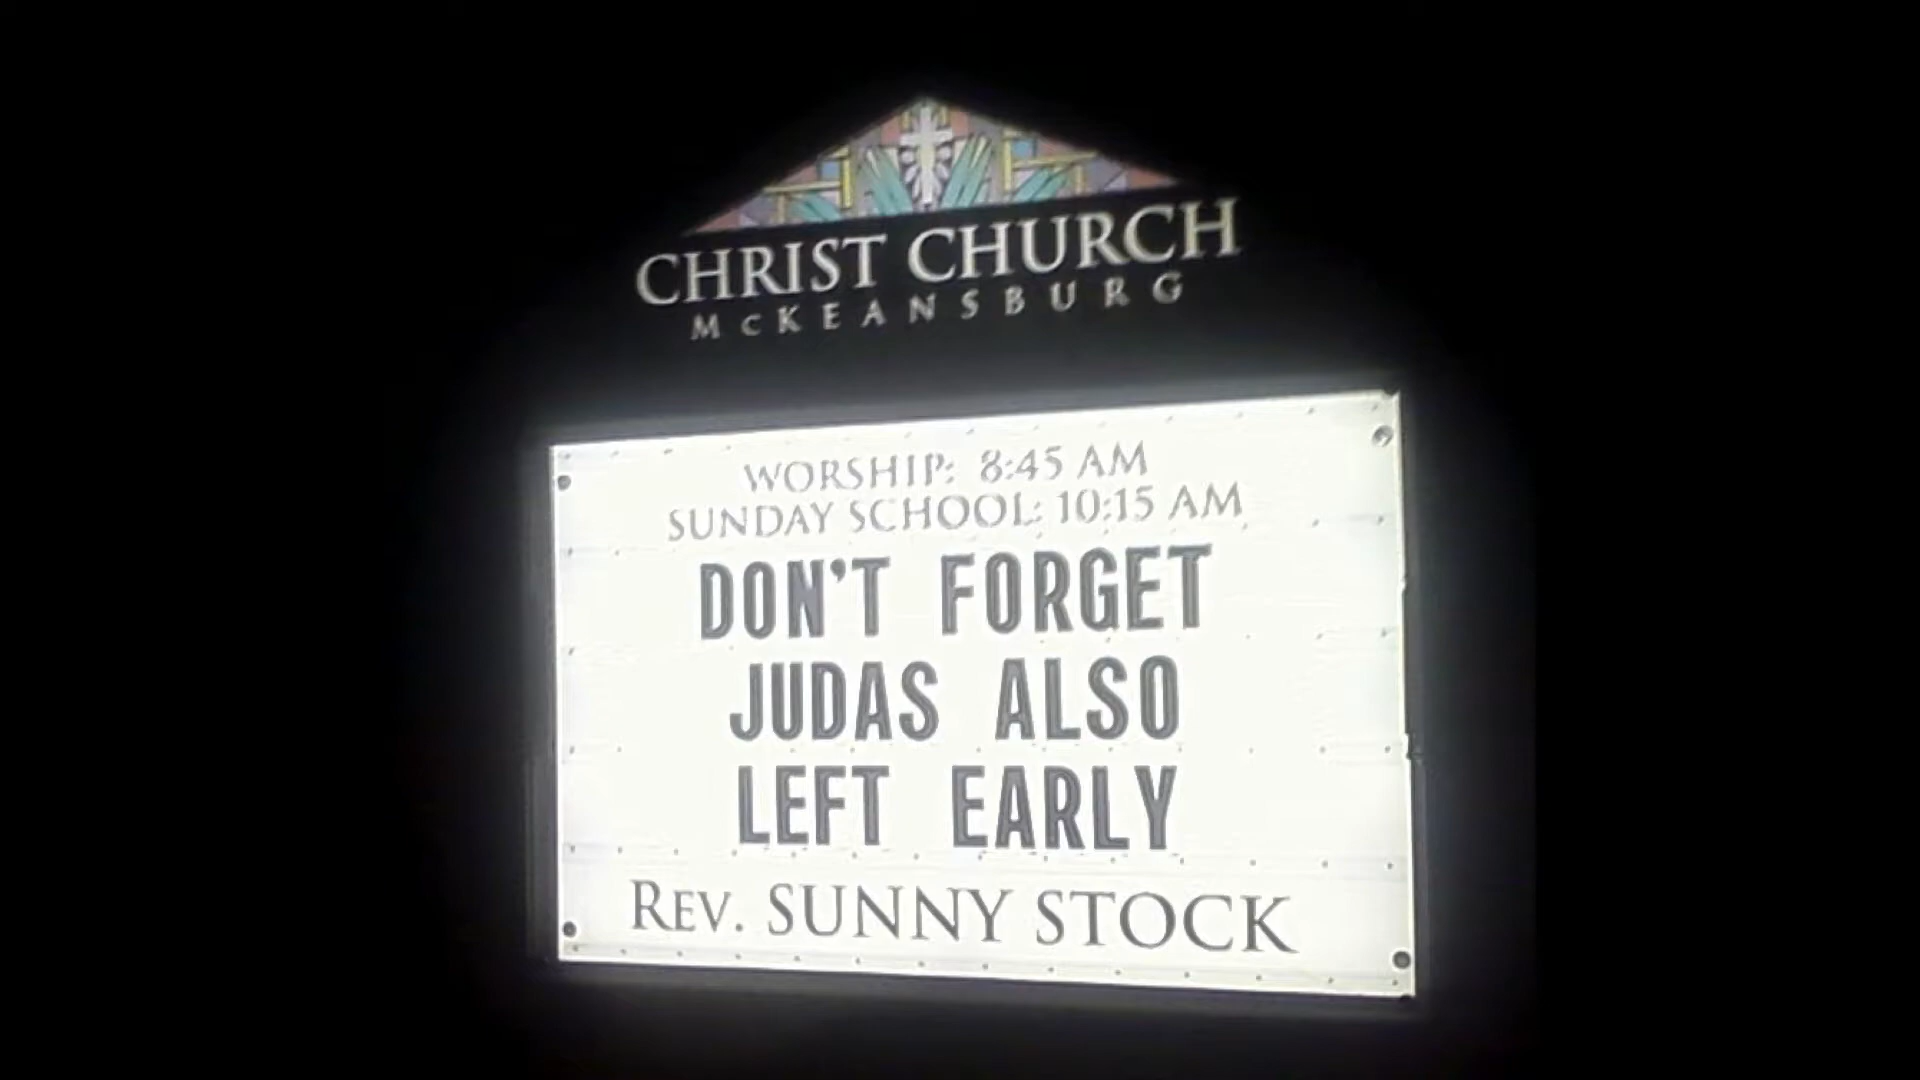 CHRIST CHURCH
McKEANSBURG
WORSHIP: 8:45 AM
SUNDAY SCHOOL: 10:15 AM
DON'T FORGET
JUDAS ALSO
LEFT EARLY
REV. SUNNY STOCK